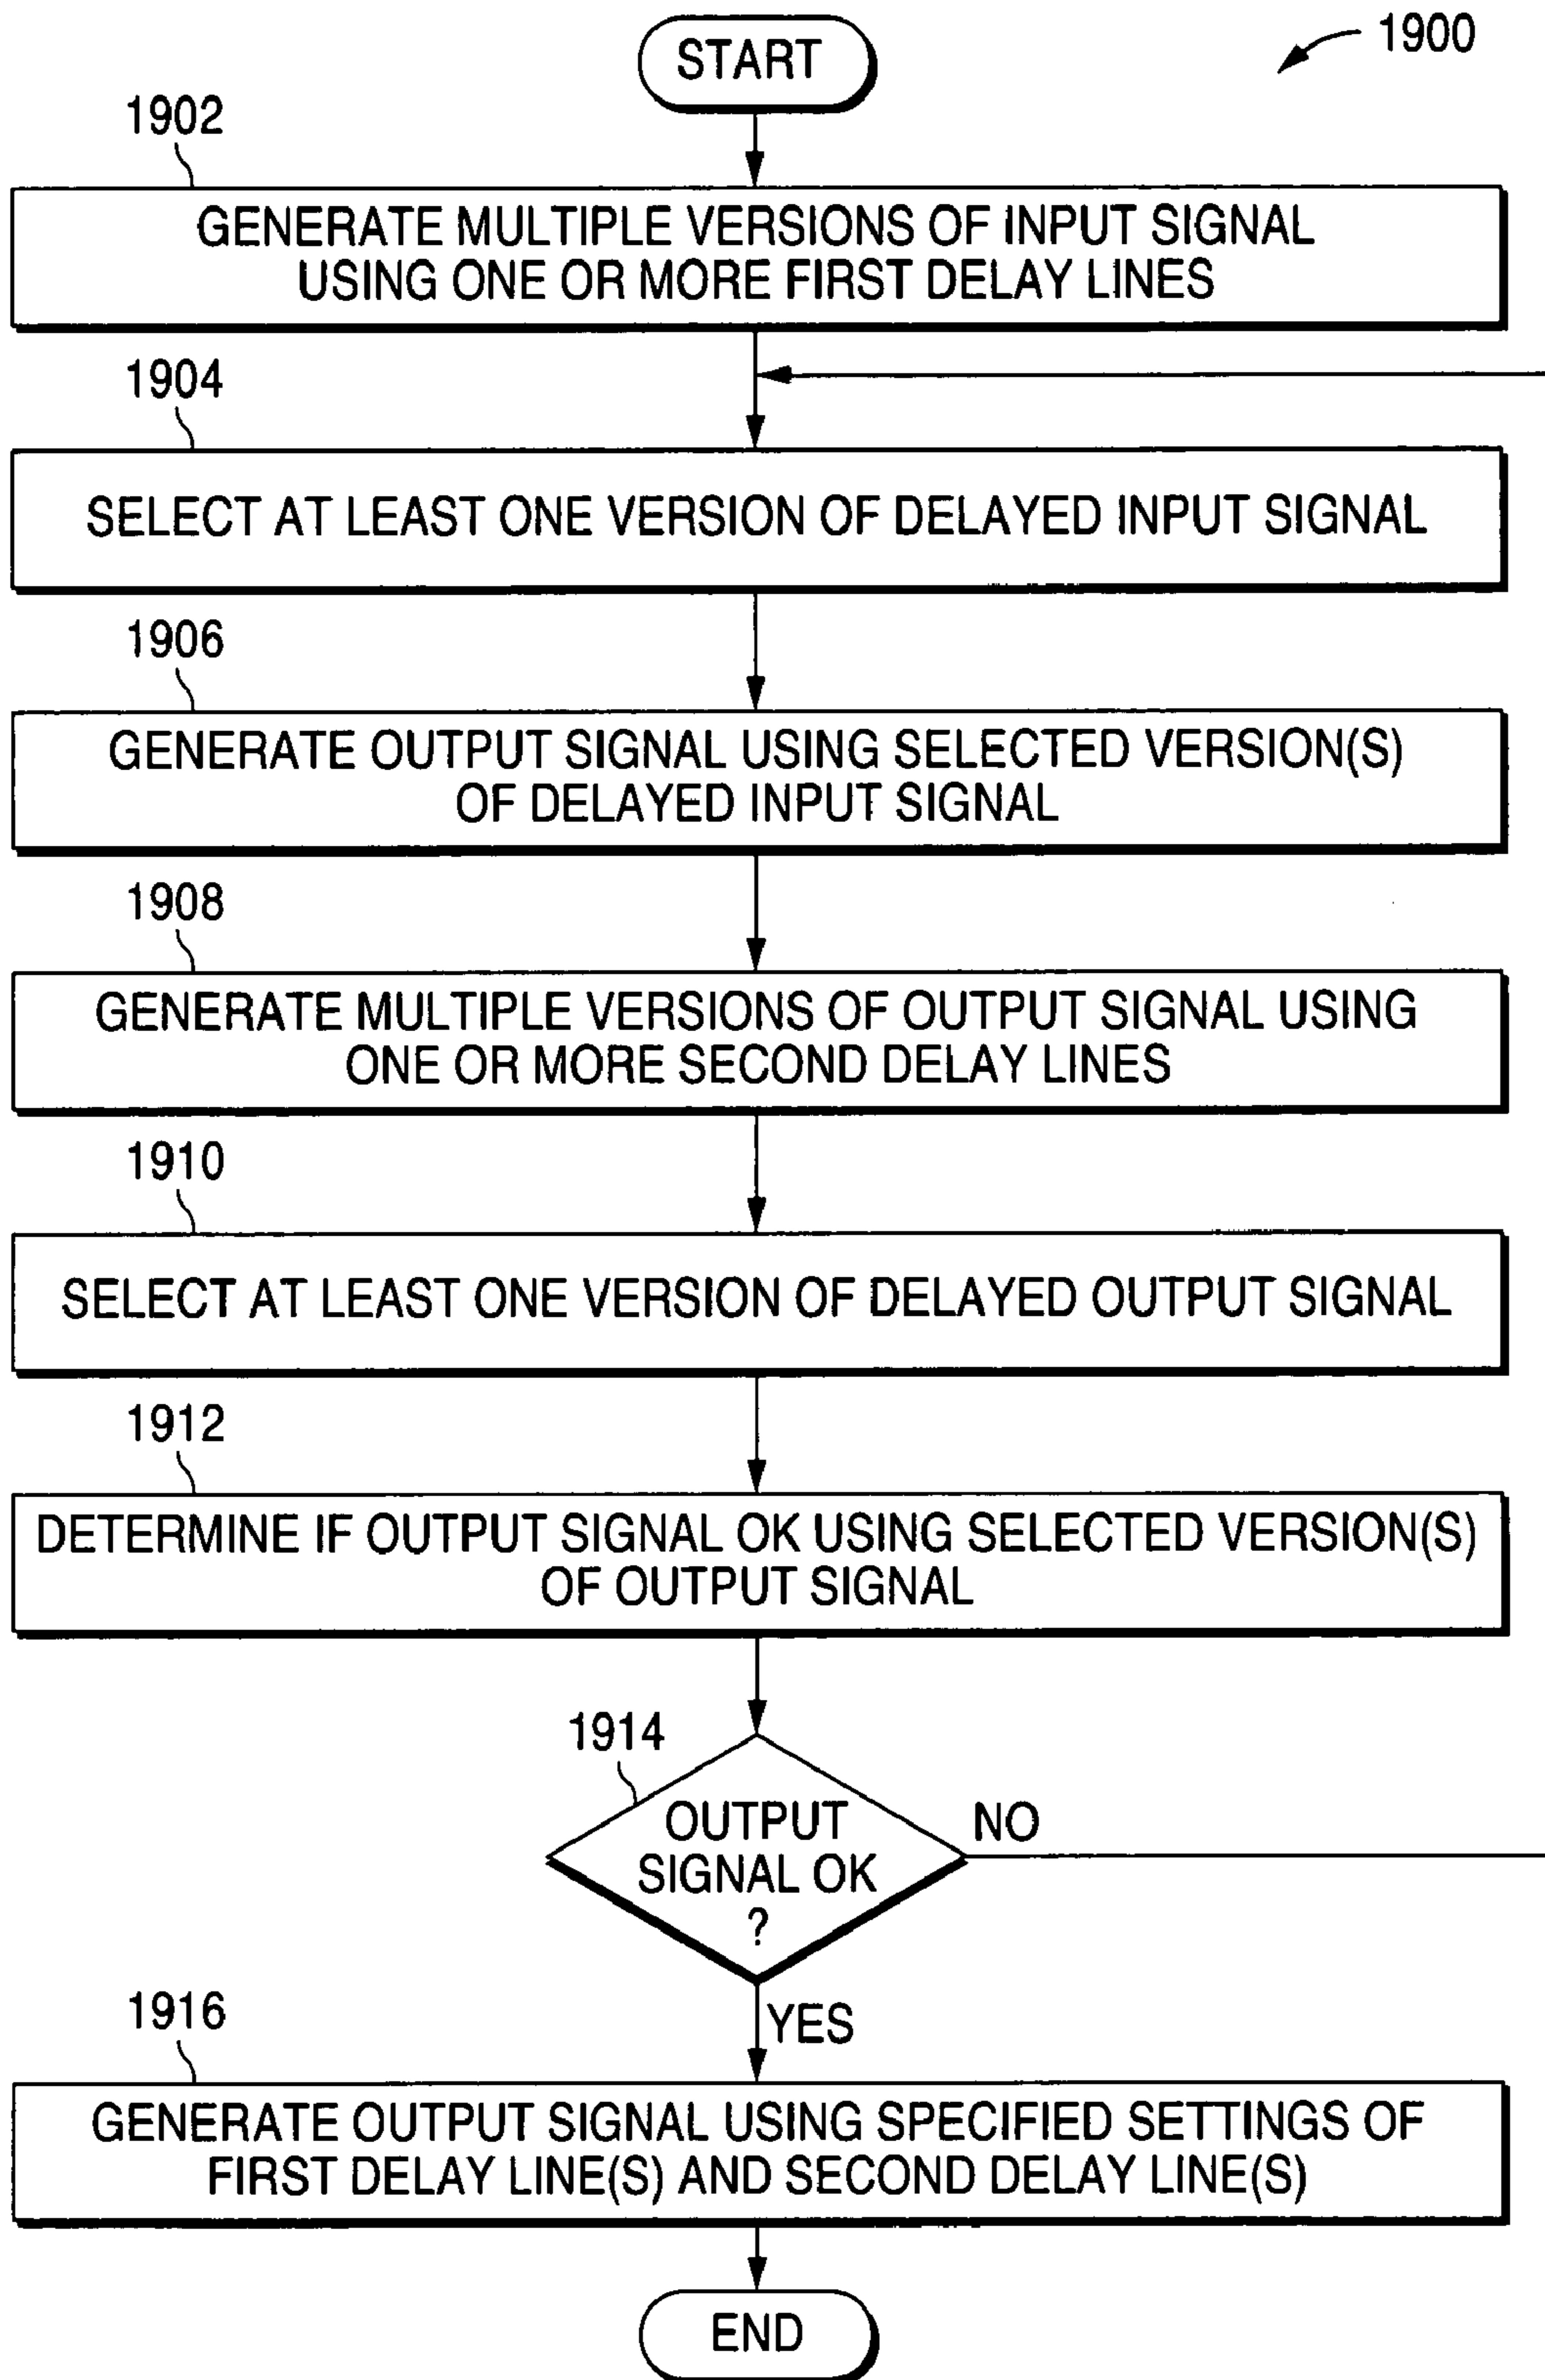 START
1900
1902
GENERATE MULTIPLE VERSIONS OF INPUT SIGNAL
USING ONE OR MORE FIRST DELAY LINES
1904
SELECT AT LEAST ONE VERSION OF DELAYED INPUT SIGNAL
1906
GENERATE OUTPUT SIGNAL USING SELECTED VERSION(S)
OF DELAYED INPUT SIGNAL
1908
GENERATE MULTIPLE VERSIONS OF OUTPUT SIGNAL USING
ONE OR MORE SECOND DELAY LINES
1910
SELECT AT LEAST ONE VERSION OF DELAYED OUTPUT SIGNAL
1912
DETERMINE IF OUTPUT SIGNAL OK USING SELECTED VERSION(S)
OF OUTPUT SIGNAL
1914
OUTPUT
SIGNAL OK
?
NO
YES
1916
GENERATE OUTPUT SIGNAL USING SPECIFIED SETTINGS OF
FIRST DELAY LINE(S) AND SECOND DELAY LINE(S)
END